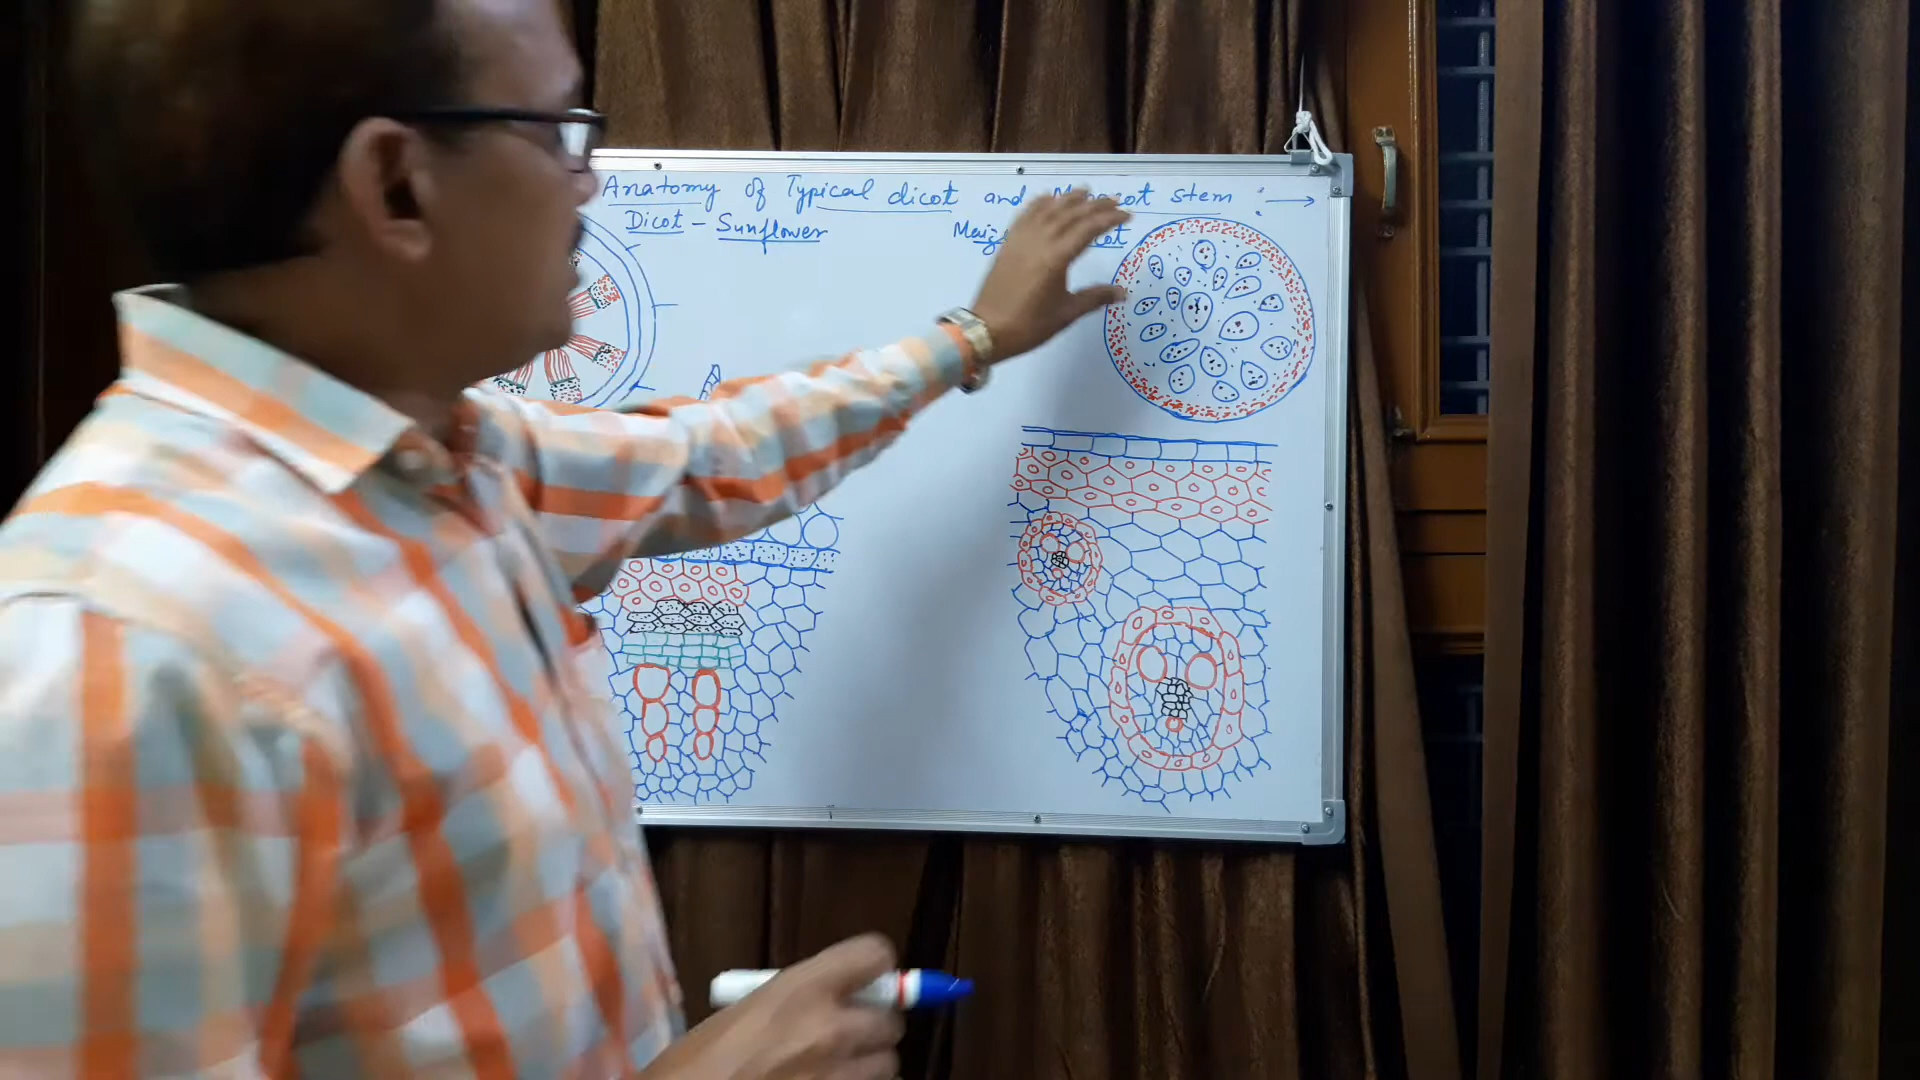 Anatomy of Typical dicot and stem :→
Dicot - Sunflower